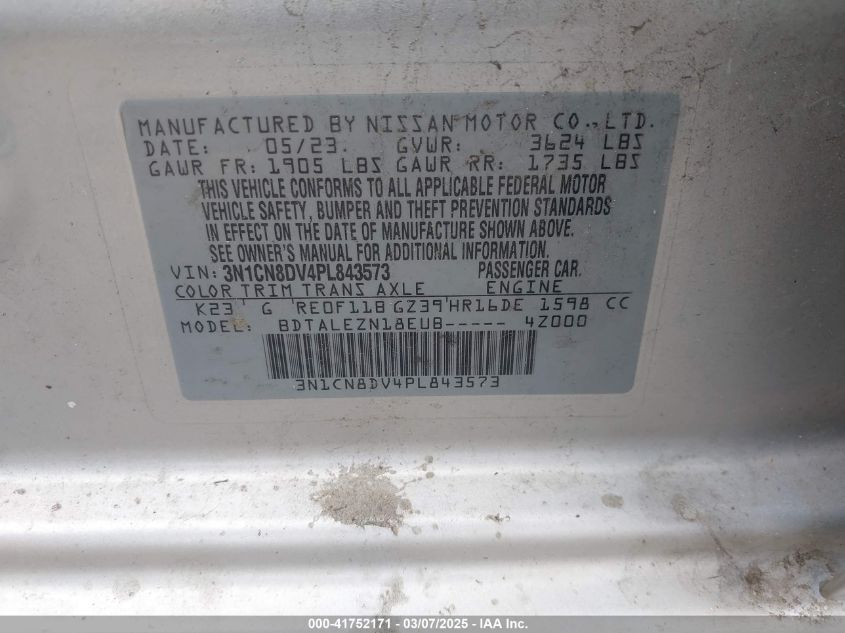 MANUFACTURED BY NISSAN MOTOR CO., LTD.
DATE: 05/23. GVWR: 3624 LBS
GAWR FR: 1905 LBS GAWR RR: 1735 LBS
THIS VEHICLE CONFORMS TO ALL APPLICABLE FEDERAL MOTOR
VEHICLE SAFETY, BUMPER AND THEFT PREVENTION STANDARDS
IN EFFECT ON THE DATE OF MANUFACTURE SHOWN ABOVE.
SEE OWNER'S MANUAL FOR ADDITIONAL INFORMATION.
VIN: 3N1CN8DV4PL843573 PASSENGER CAR.
COLOR TRIM TRANS AXLE ENGINE
K23 G RE0F11B GZ39 HR16DE 1598 CC
MODEL: BDTALEZN18EUB----- 4Z000
3N1CN8DV4PL843573
000-41752171 - 03/07/2025 - IAA Inc.